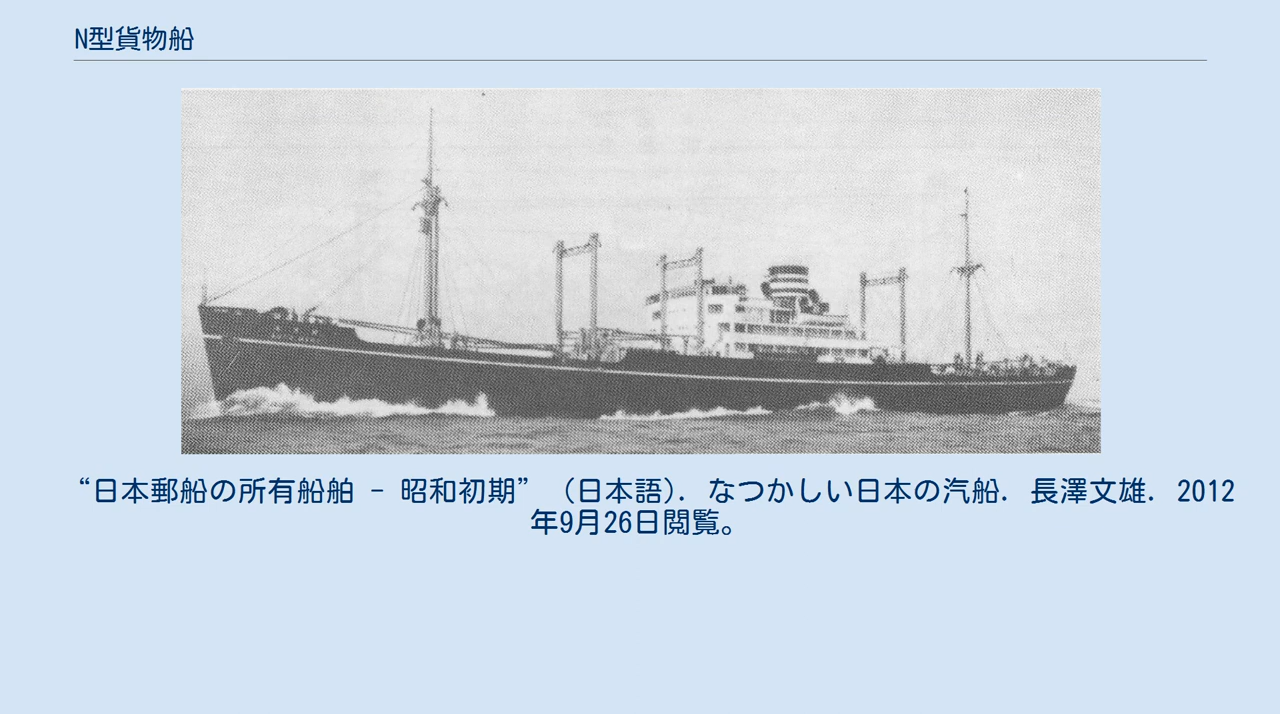 N型貨物船
“日本郵船の所有船舶 - 昭和初期” (日本語). なつかしい日本の汽船. 長澤文雄. 2012
年9月26日閲覧。